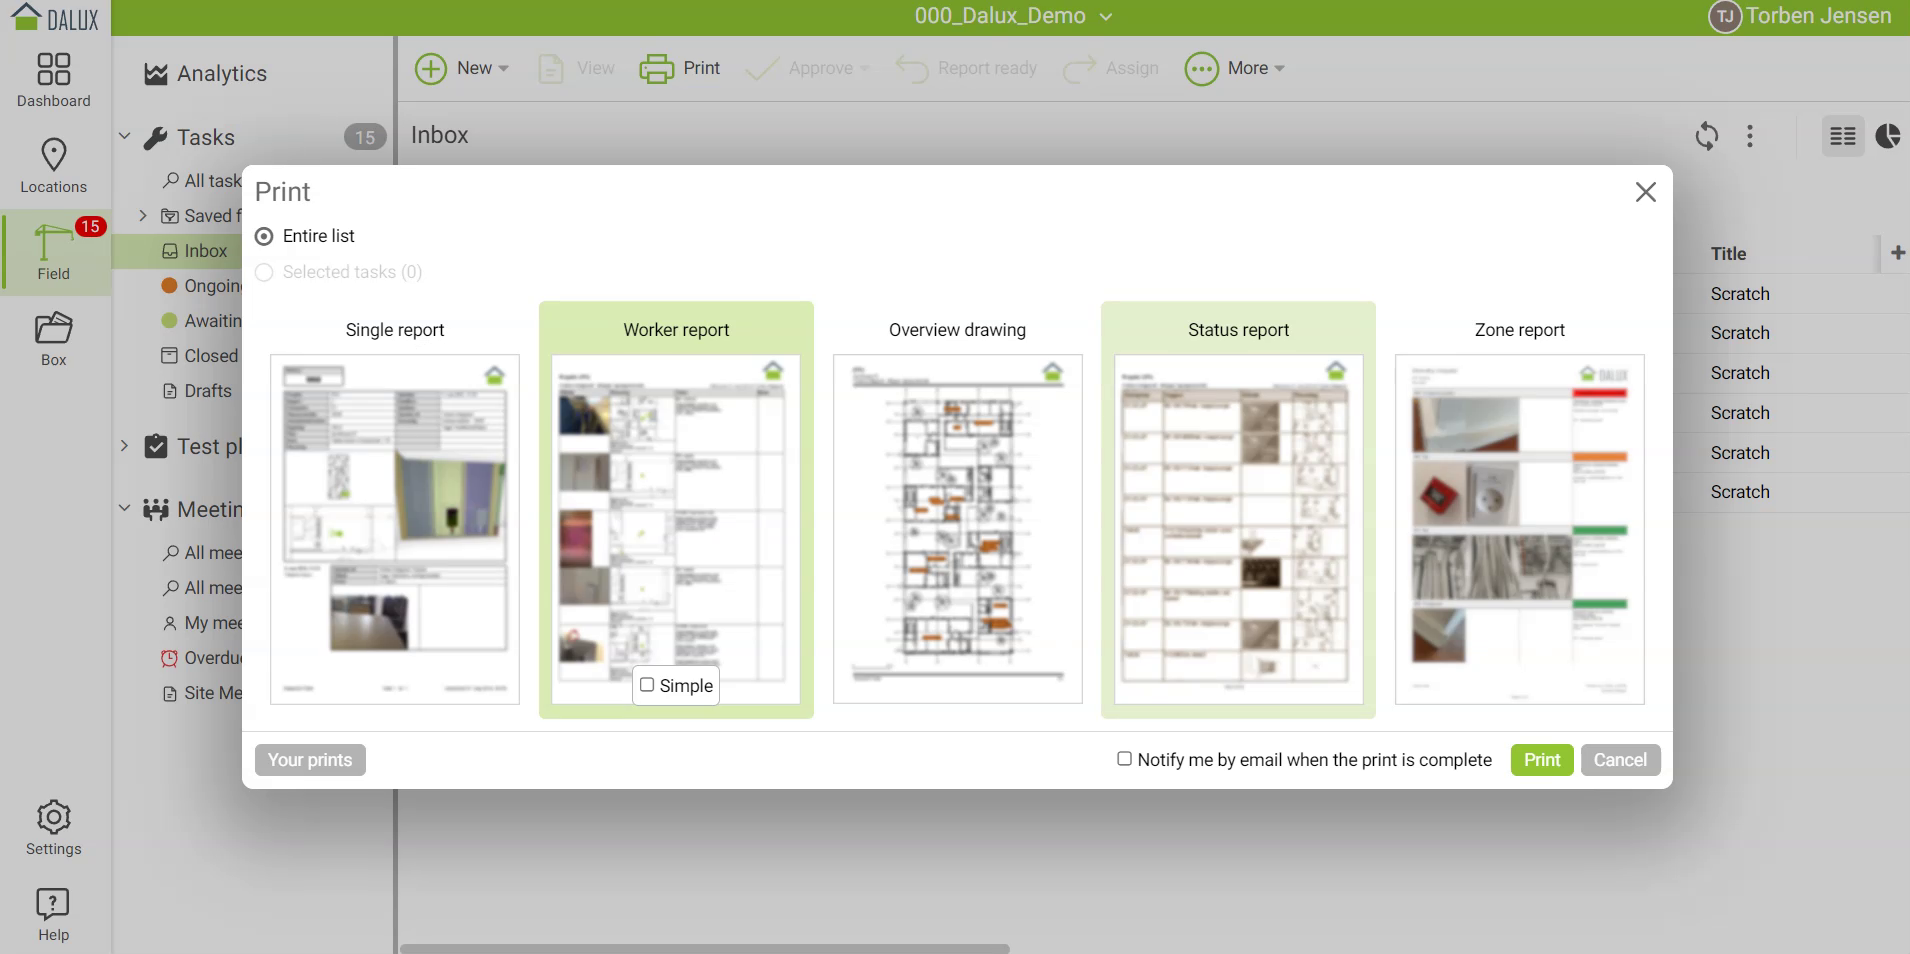 DALUX
000_Dalux_Demo
TJ Torben Jensen
Dashboard
Locations
15
Field
Box
Settings
Help
Analytics
Tasks
15
All task
Saved f
Inbox
Ongoin
Awaitin
Closed
Drafts
Test pl
Meetin
All mee
All mee
My mee
Overdu
Site Me
New
View
Print
Approve
Report ready
Assign
More
Inbox
Title
Scratch
Scratch
Scratch
Scratch
Scratch
Scratch
Print
Entire list
Selected tasks (0)
Single report
Worker report
Overview drawing
Status report
Zone report
DALUX
Simple
Your prints
Notify me by email when the print is complete
Print
Cancel